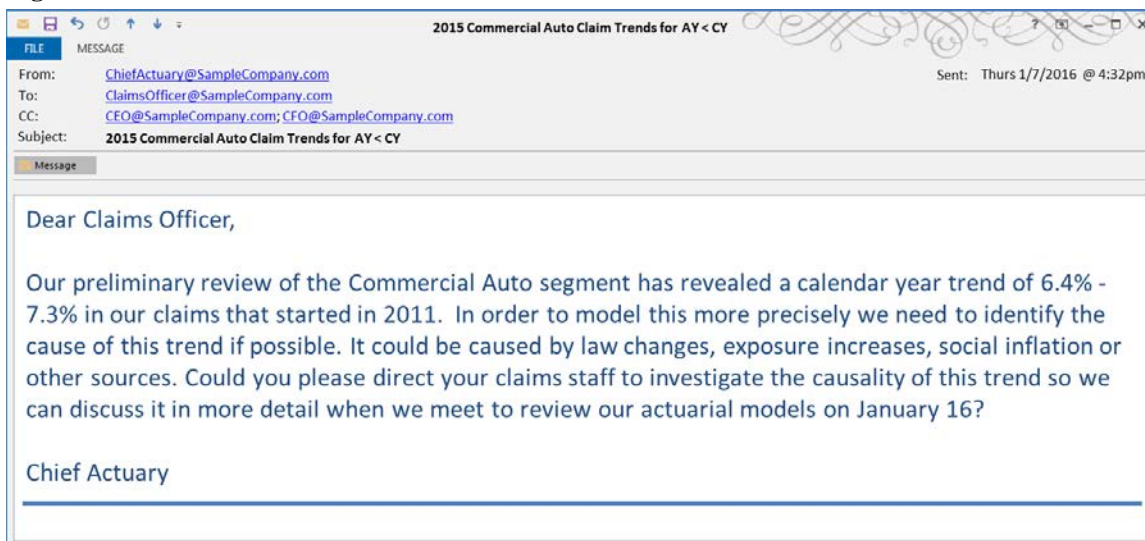 2015 Commercial Auto Claim Trends for AY < CY
FILE MESSAGE
From: ChiefActuary@SampleCompany.com Sent: Thurs 1/7/2016 @ 4:32pm
To: ClaimsOfficer@SampleCompany.com
CC: CEO@SampleCompany.com; CFO@SampleCompany.com
Subject: 2015 Commercial Auto Claim Trends for AY < CY
Message
Dear Claims Officer,
Our preliminary review of the Commercial Auto segment has revealed a calendar year trend of 6.4% -
7.3% in our claims that started in 2011. In order to model this more precisely we need to identify the
cause of this trend if possible. It could be caused by law changes, exposure increases, social inflation or
other sources. Could you please direct your claims staff to investigate the causality of this trend so we
can discuss it in more detail when we meet to review our actuarial models on January 16?
Chief Actuary